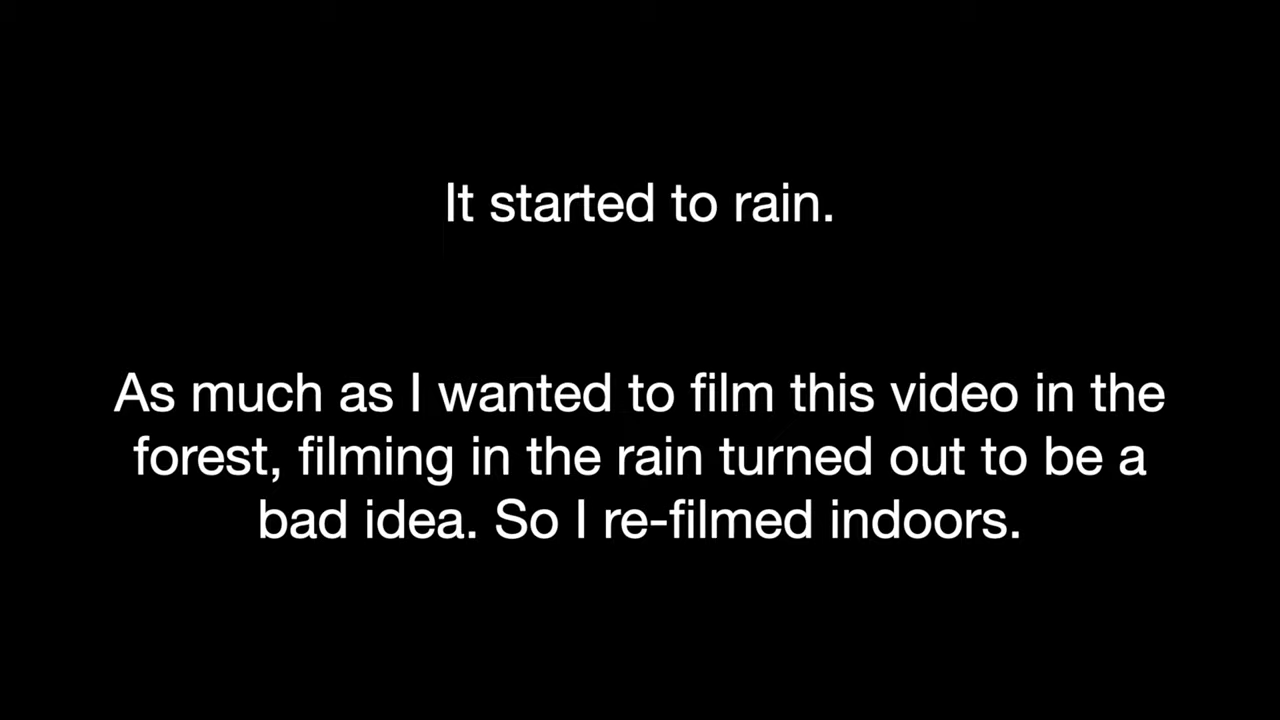 It started to rain.
As much as I wanted to film this video in the
forest, filming in the rain turned out to be a
bad idea. So I re-filmed indoors.